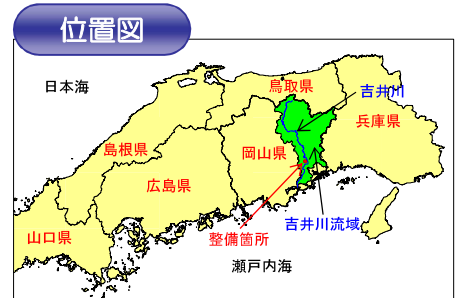 位置図
日本海
鳥取県
吉井川
兵庫県
島根県
岡山県
広島県
山口県
整備箇所
吉井川流域
瀬戸内海